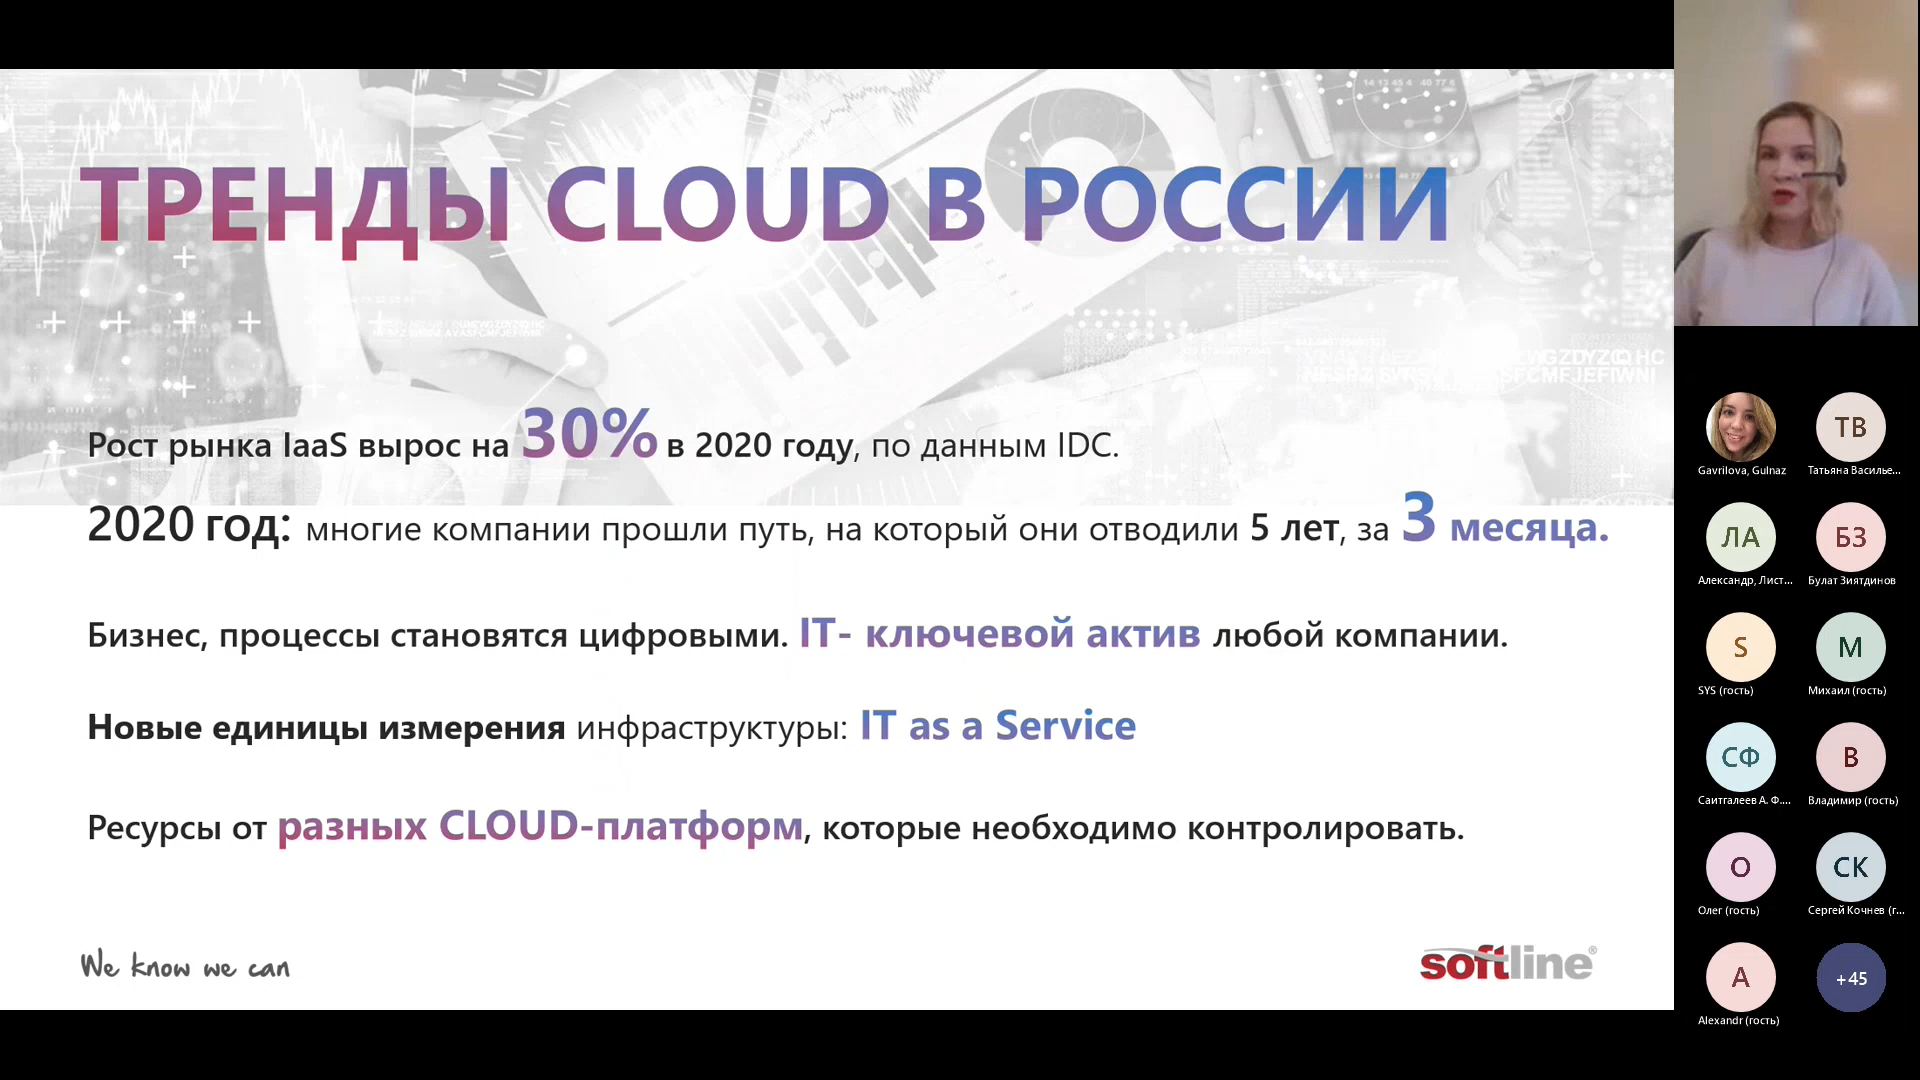 ТРЕНДЫ CLOUD В РОССИИ
Рост рынка IaaS вырос на 30% в 2020 году, по данным IDC.
2020 год: многие компании прошли путь, на который они отводили 5 лет, за 3 месяца.
Бизнес, процессы становятся цифровыми. IT- ключевой актив любой компании.
Новые единицы измерения инфраструктуры: IT as a Service
Ресурсы от разных CLOUD-платформ, которые необходимо контролировать.
We know we can
softline®
Gavrilova, Gulnaz
ТВ
Татьяна Василье...
ЛА
Александр, Лист...
БЗ
Булат Зиятдинов
S
SYS (гость)
М
Михаил (гость)
СФ
Саитгалеев А. Ф....
В
Владимир (гость)
О
Олег (гость)
СК
Сергей Кочнев (г...
A
Alexandr (гость)
+45